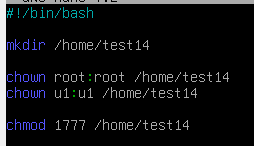 #!/bin/bash
mkdir /home/test14
chown root:root /home/test14
chown u1:u1 /home/test14
chmod 1777 /home/test14